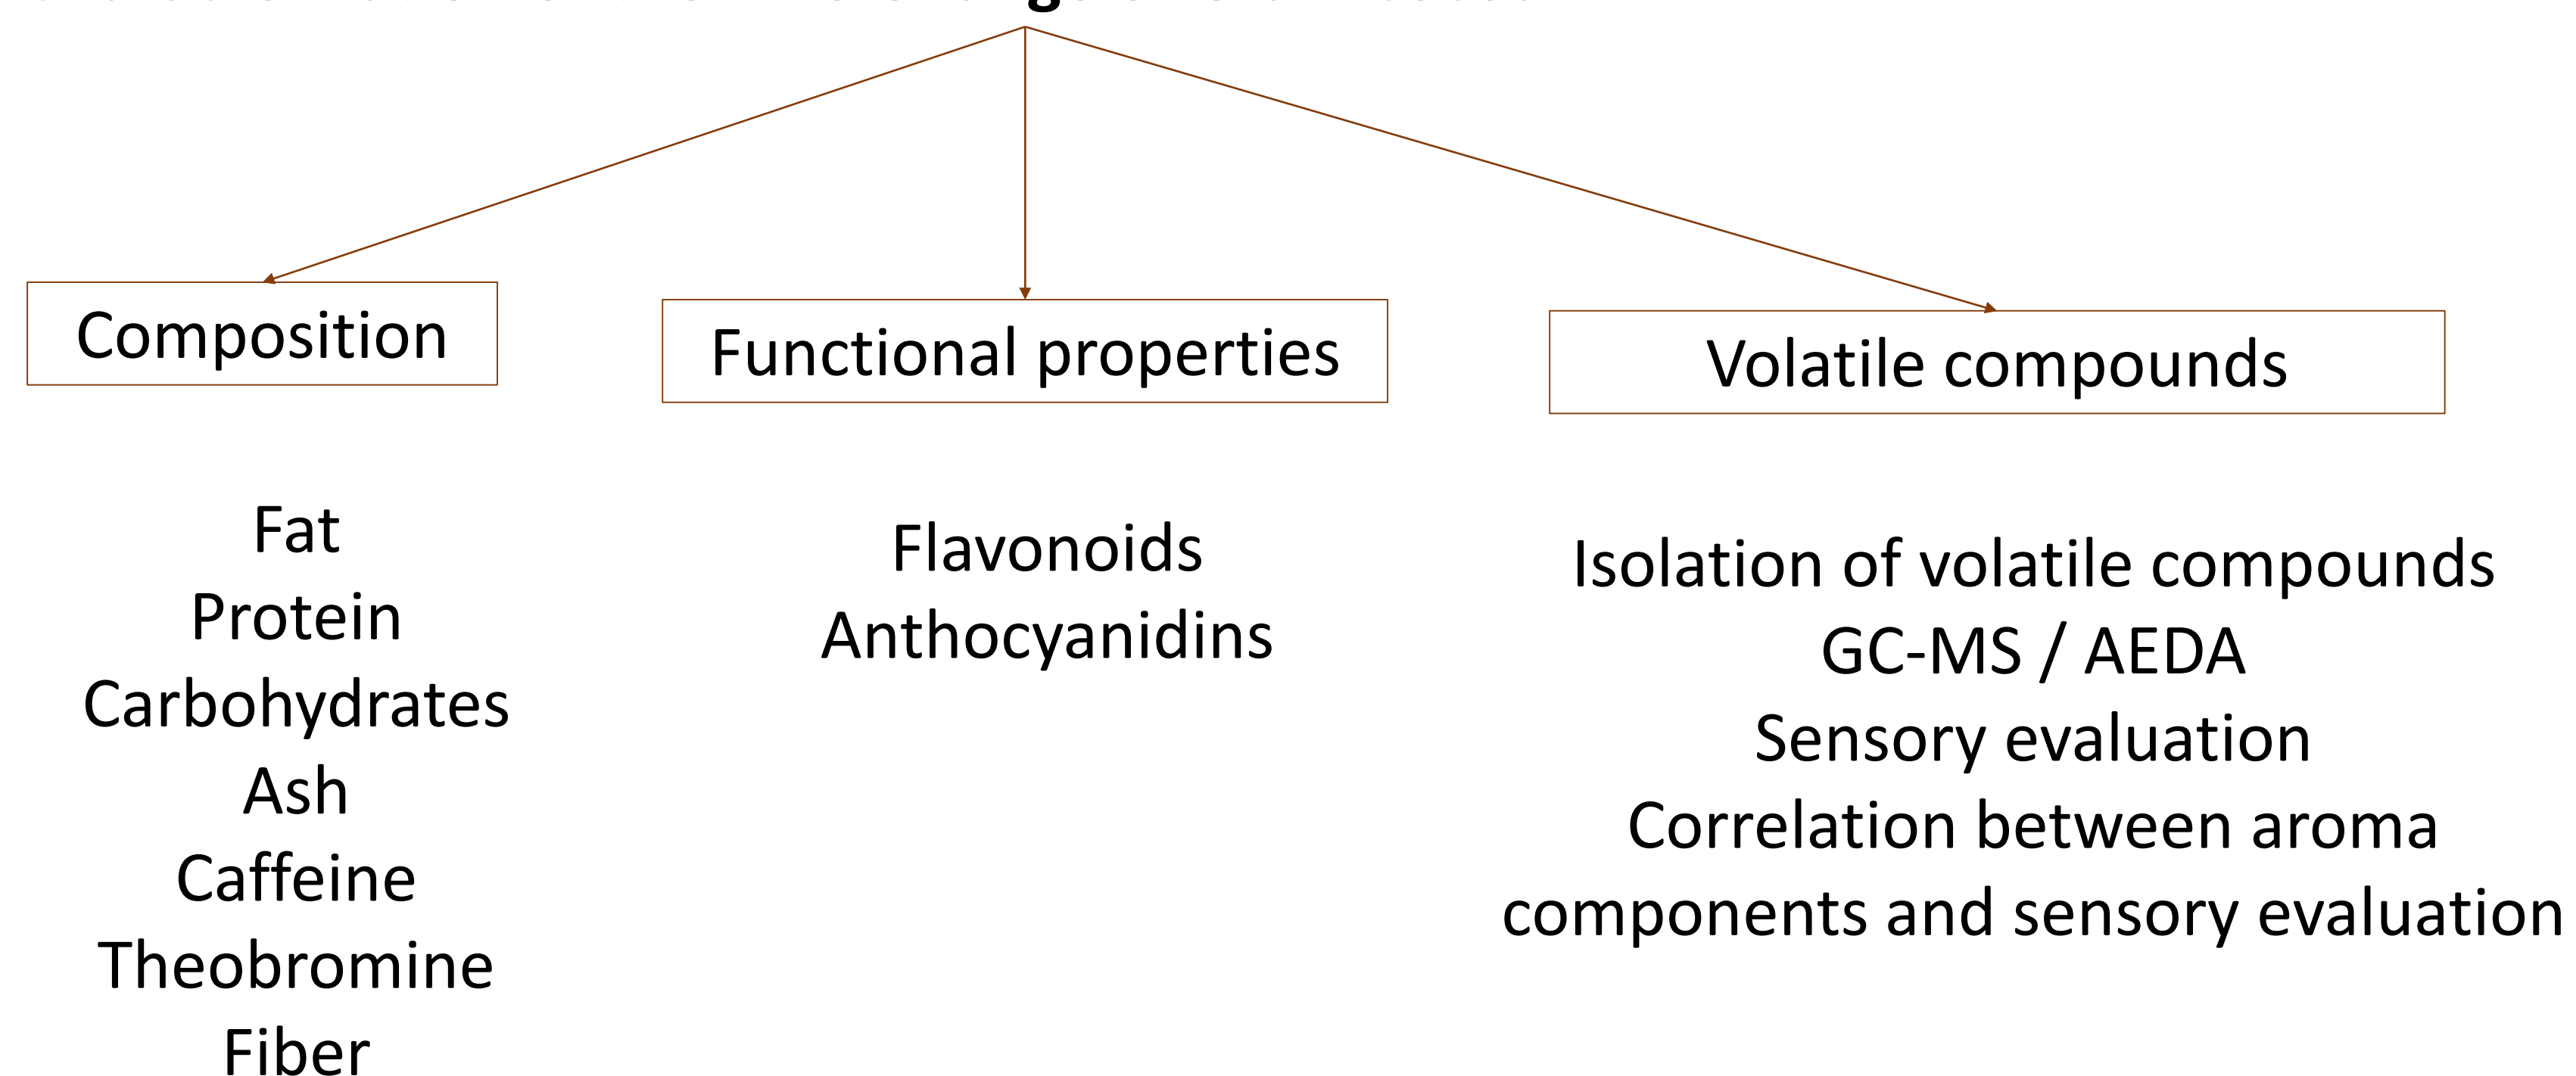 Composition
Functional properties
Volatile compounds
Fat
Protein
Carbohydrates
Ash
Caffeine
Theobromine
Fiber
Flavonoids
Anthocyanidins
Isolation of volatile compounds
GC-MS / AEDA
Sensory evaluation
Correlation between aroma
components and sensory evaluation